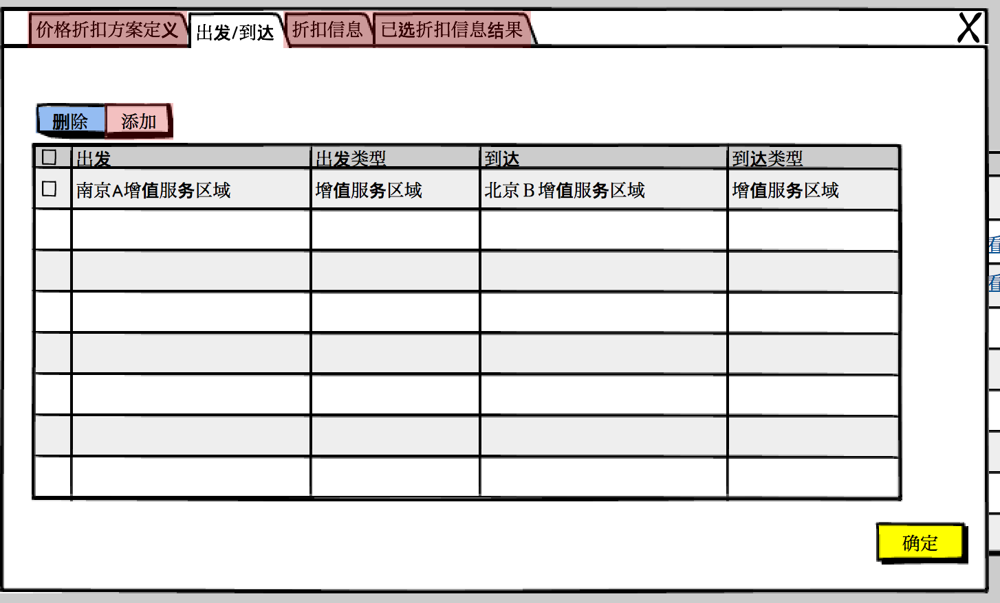 价格折扣方案定义 出发/到达 折扣信息 已选折扣信息结果 X
删除 添加
出发 出发类型 到达 到达类型
南京A增值服务区域 增值服务区域 北京B增值服务区域 增值服务区域
看
看
确定